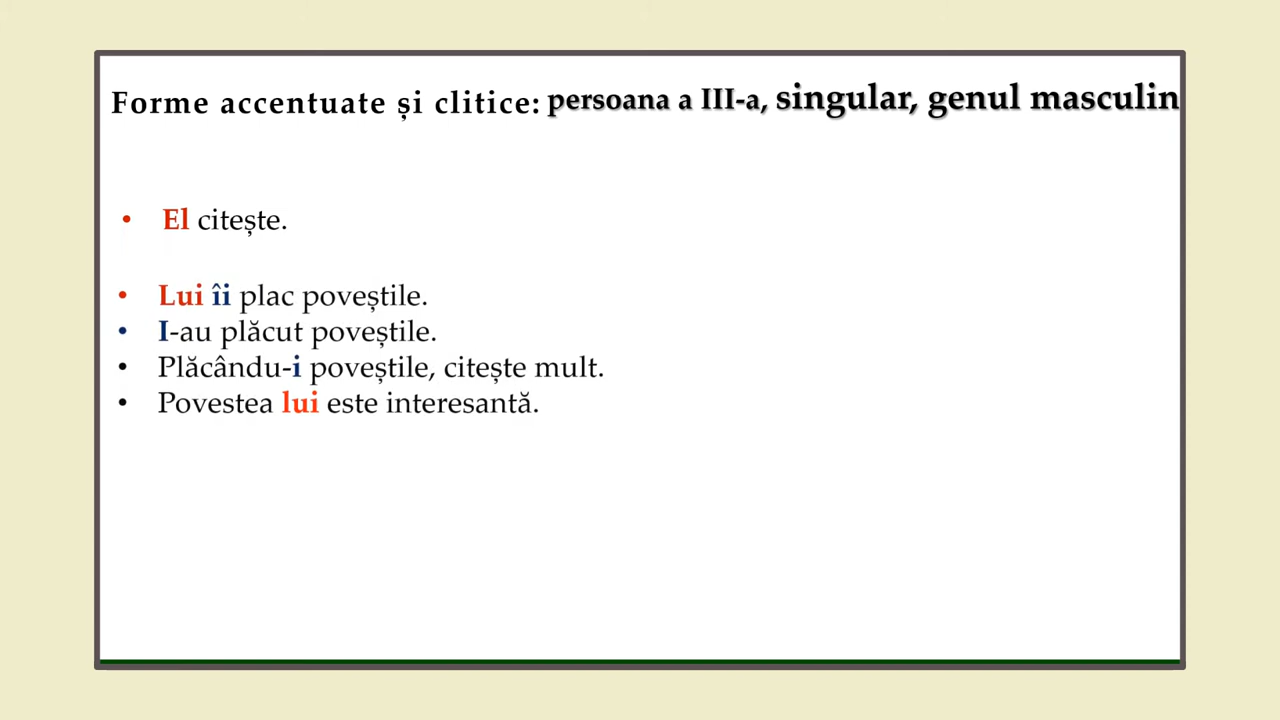 Forme accentuate și clitice: persoana a III-a, singular, genul masculin
• El citește.
• Lui îi plac poveștile.
• I-au plăcut poveștile.
• Plăcându-i poveștile, citește mult.
• Povestea lui este interesantă.